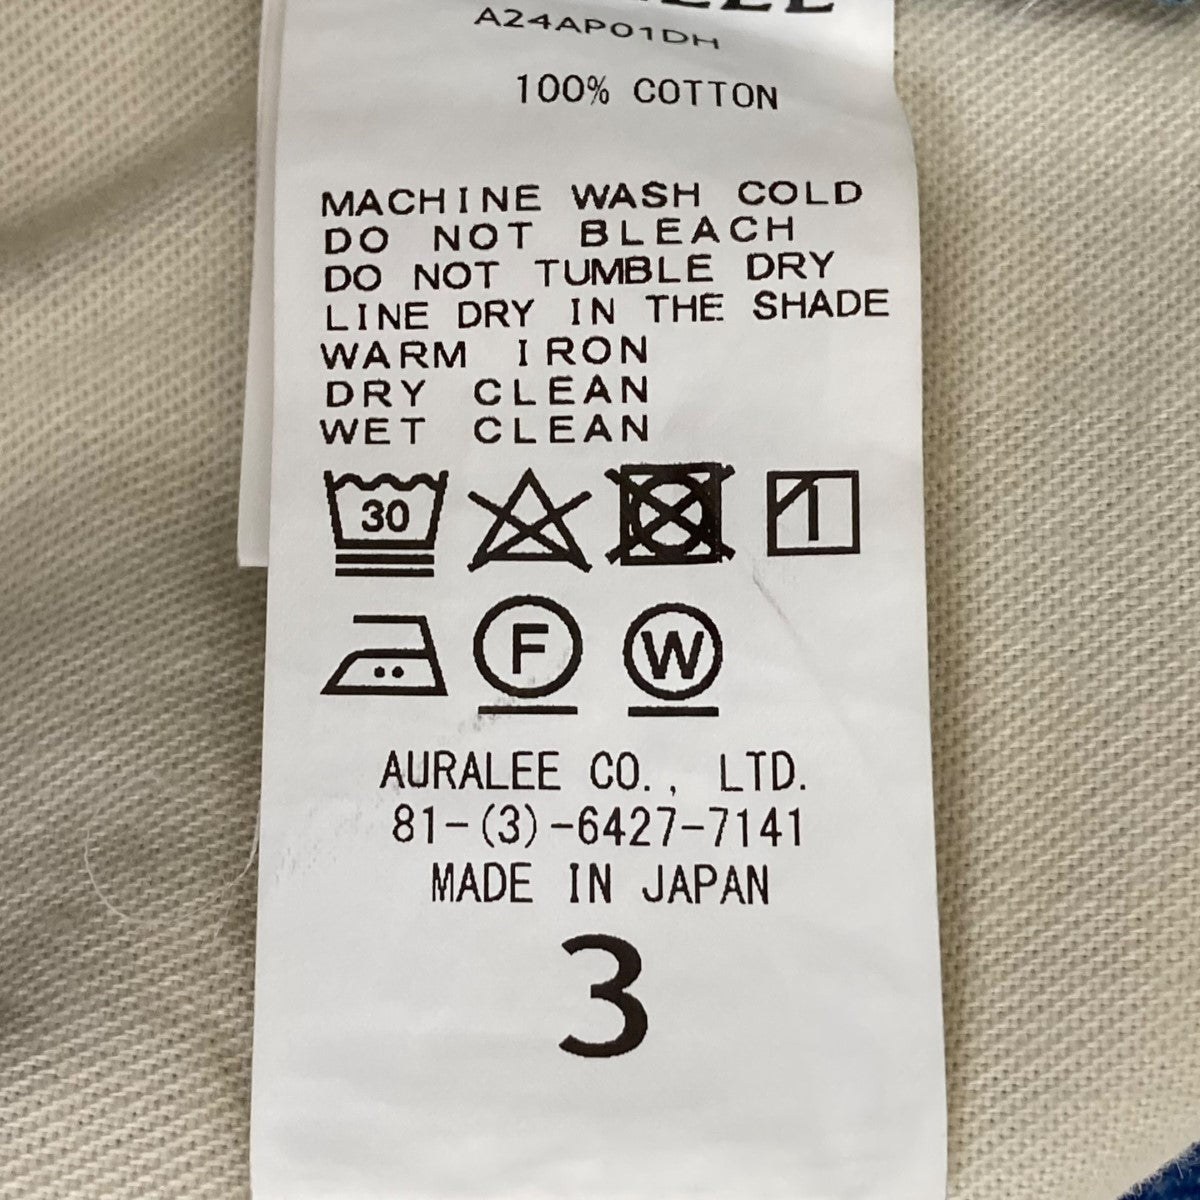 A24AP01DH
100% COTTON
MACHINE WASH COLD
DO NOT BLEACH
DO NOT TUMBLE DRY
LINE DRY IN THE SHADE
WARM IRON
DRY CLEAN
WET CLEAN
30
F W
AURALEE CO., LTD.
81-(3)-6427-7141
MADE IN JAPAN
3